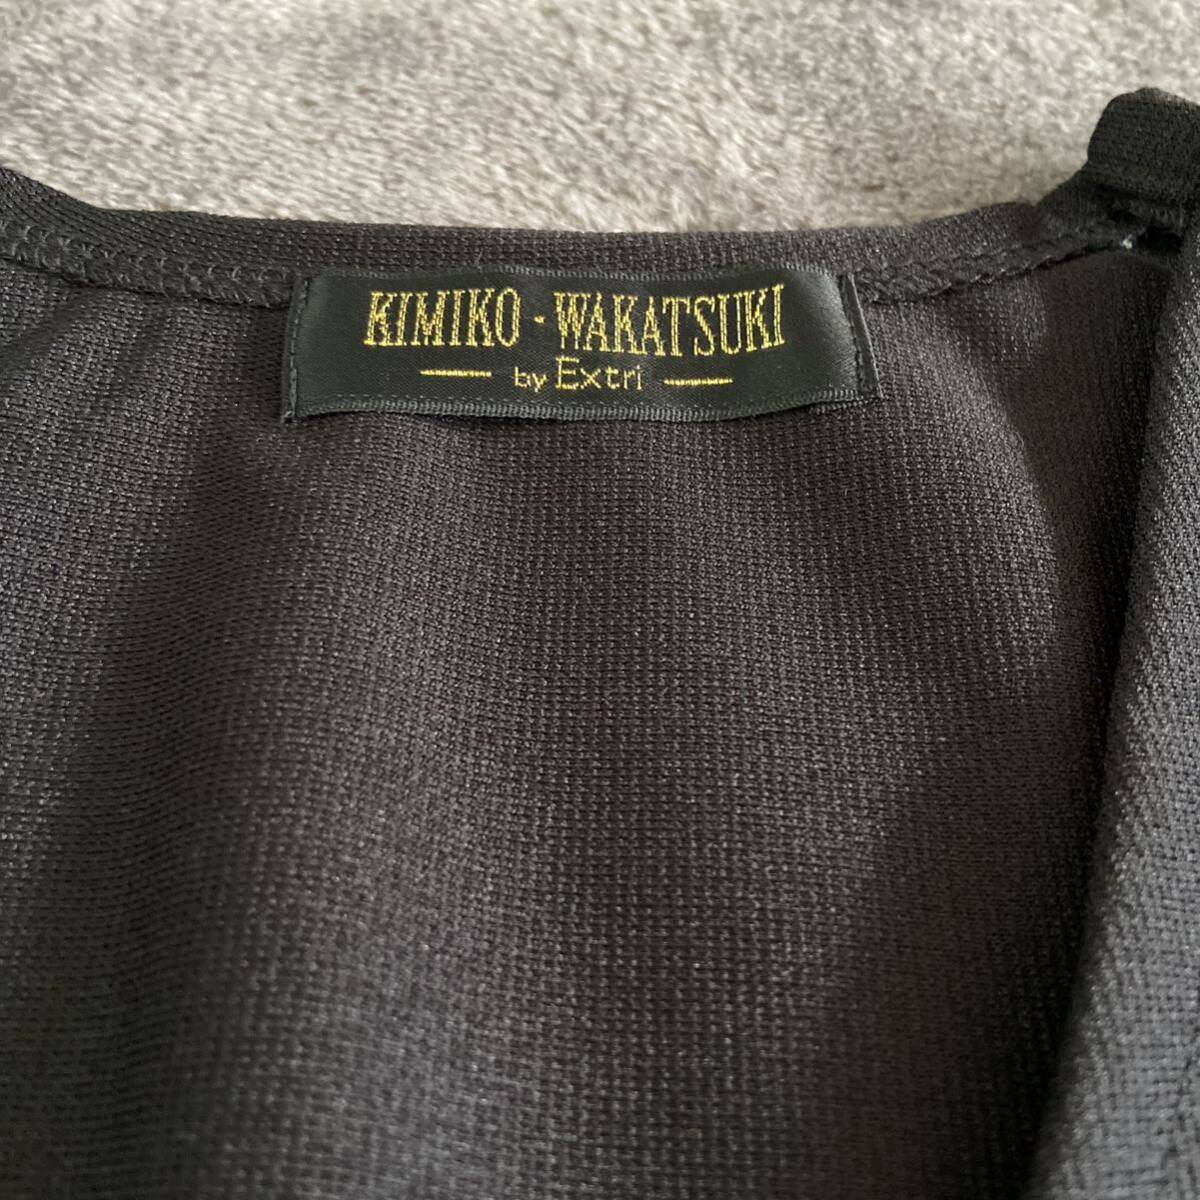 KIMIKO - WAKATSUKI
by Extri